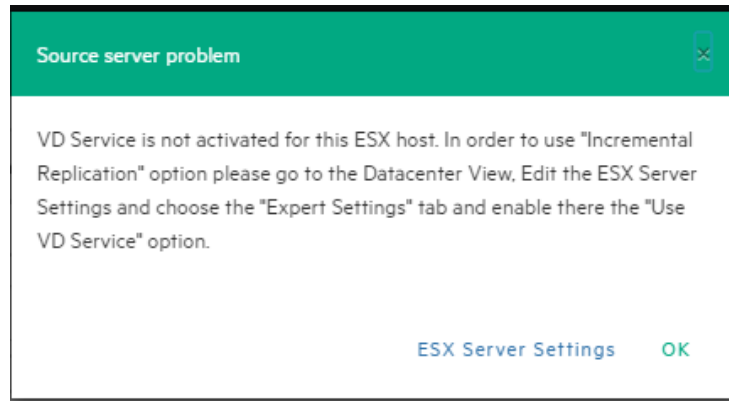 Source server problem
VD Service is not activated for this ESX host. In order to use "Incremental
Replication" option please go to the Datacenter View, Edit the ESX Server
Settings and choose the "Expert Settings" tab and enable there the "Use
VD Service" option.
ESX Server Settings OK